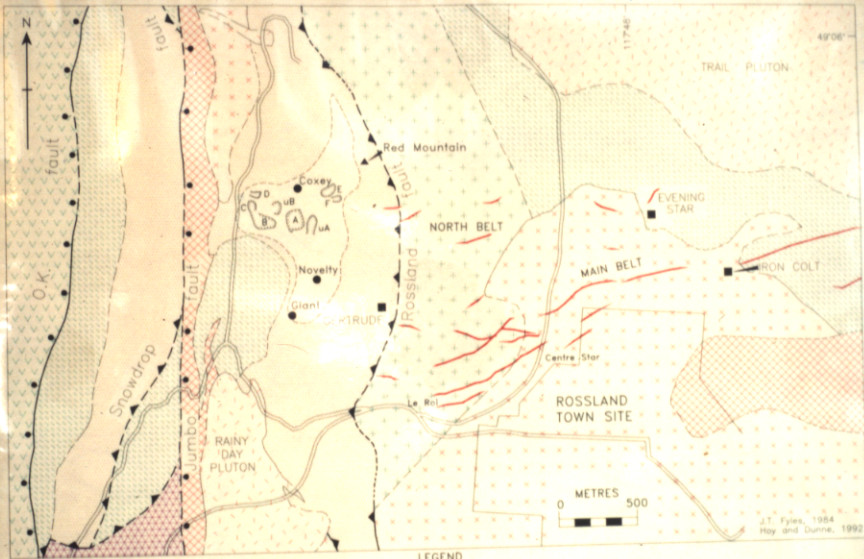 N
fault
117°46'
49°06'
TRAIL PLUTON
Red Mountain
Coxey
D
E
C
uB
F
B
A
uA
fault
EVENING
STAR
NORTH BELT
O.K.
fault
Novelty
MAIN BELT
IRON COLT
Giant
GERTRUDE
Rossland
Snowdrop
Centre Star
Le Roi
ROSSLAND
TOWN SITE
Jumbo
fault
RAINY
DAY
PLUTON
METRES
0 500
J.T. Fyles, 1984
Hoy and Dunne, 1992
LEGEND